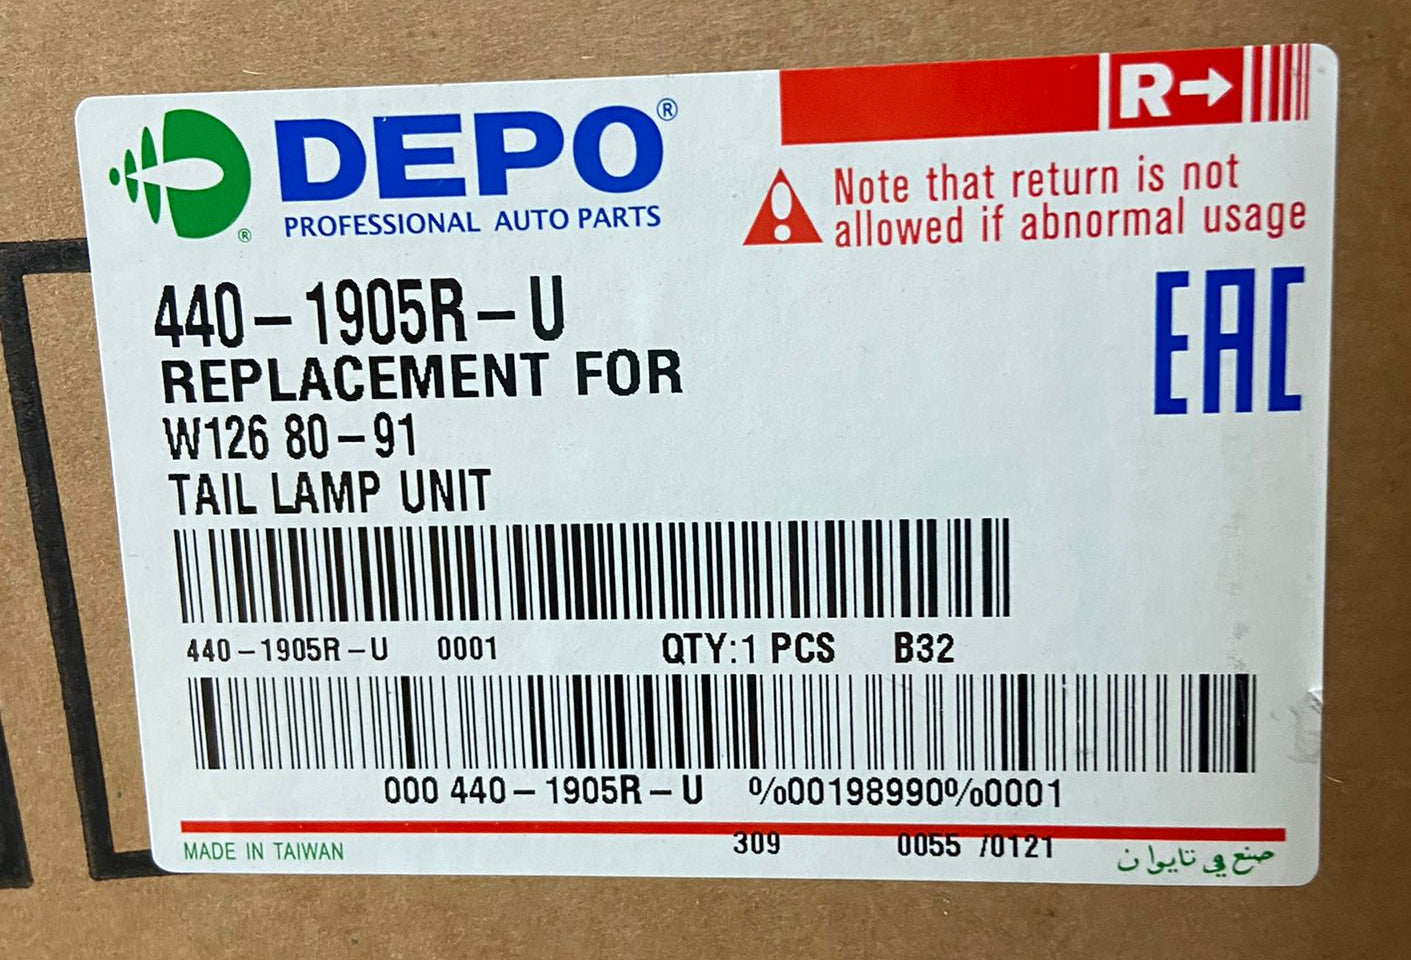 DEPO®
PROFESSIONAL AUTO PARTS
®
R→
Note that return is not
allowed if abnormal usage
EAC
440-1905R-U
REPLACEMENT FOR
W126 80-91
TAIL LAMP UNIT
440-1905R-U 0001 QTY:1 PCS B32
000 440-1905R-U %00198990%0001
309 0055 /0121
MADE IN TAIWAN صنع في تايوان